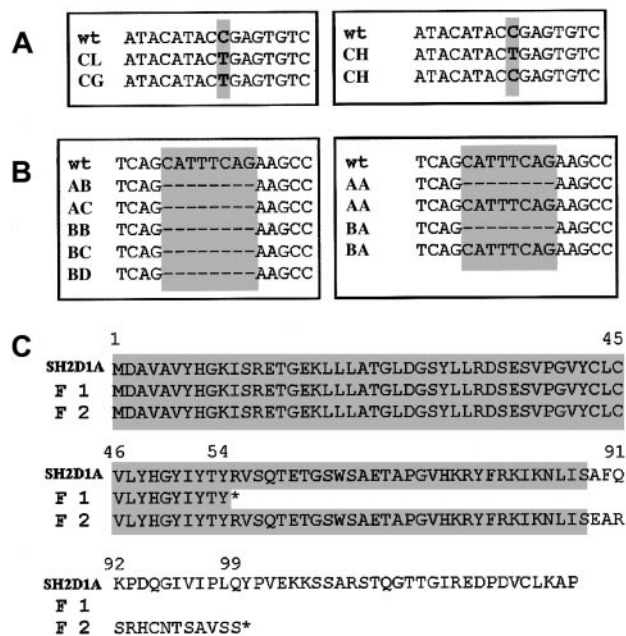 A
wt ATACATACCGAGTGTC
CL ATACATACTGAGTGTC
CG ATACATACTGAGTGTC
wt ATACATACCGAGTGTC
CH ATACATACTGAGTGTC
CH ATACATACCGAGTGTC
B
wt TCAGCATTTCAGAAGCC
AB TCAG--------AAGCC
AC TCAG--------AAGCC
BB TCAG--------AAGCC
BC TCAG--------AAGCC
BD TCAG--------AAGCC
wt TCAGCATTTCAGAAGCC
AA TCAG--------AAGCC
AA TCAGCATTTCAGAAGCC
BA TCAG--------AAGCC
BA TCAGCATTTCAGAAGCC
C
1 45
SH2D1A MDAVAVYHGKISRETGEKLLLATGLDGSYLLRDSESVPGVYCLC
F 1 MDAVAVYHGKISRETGEKLLLATGLDGSYLLRDSESVPGVYCLC
F 2 MDAVAVYHGKISRETGEKLLLATGLDGSYLLRDSESVPGVYCLC
46 54 91
SH2D1A VLYHGYIYTYRVSQTETGSWSAETAPGVHKRYFRKIKNLISAFQ
F 1 VLYHGYIYTY*
F 2 VLYHGYIYTYRVSQTETGSWSAETAPGVHKRYFRKIKNLISEAR
92 99
SH2D1A KPDQGIVIPLQYPVEKKSSARSTQGTTGIREDPDVCLKAP
F 1
F 2 SRHCNTSAVSS*